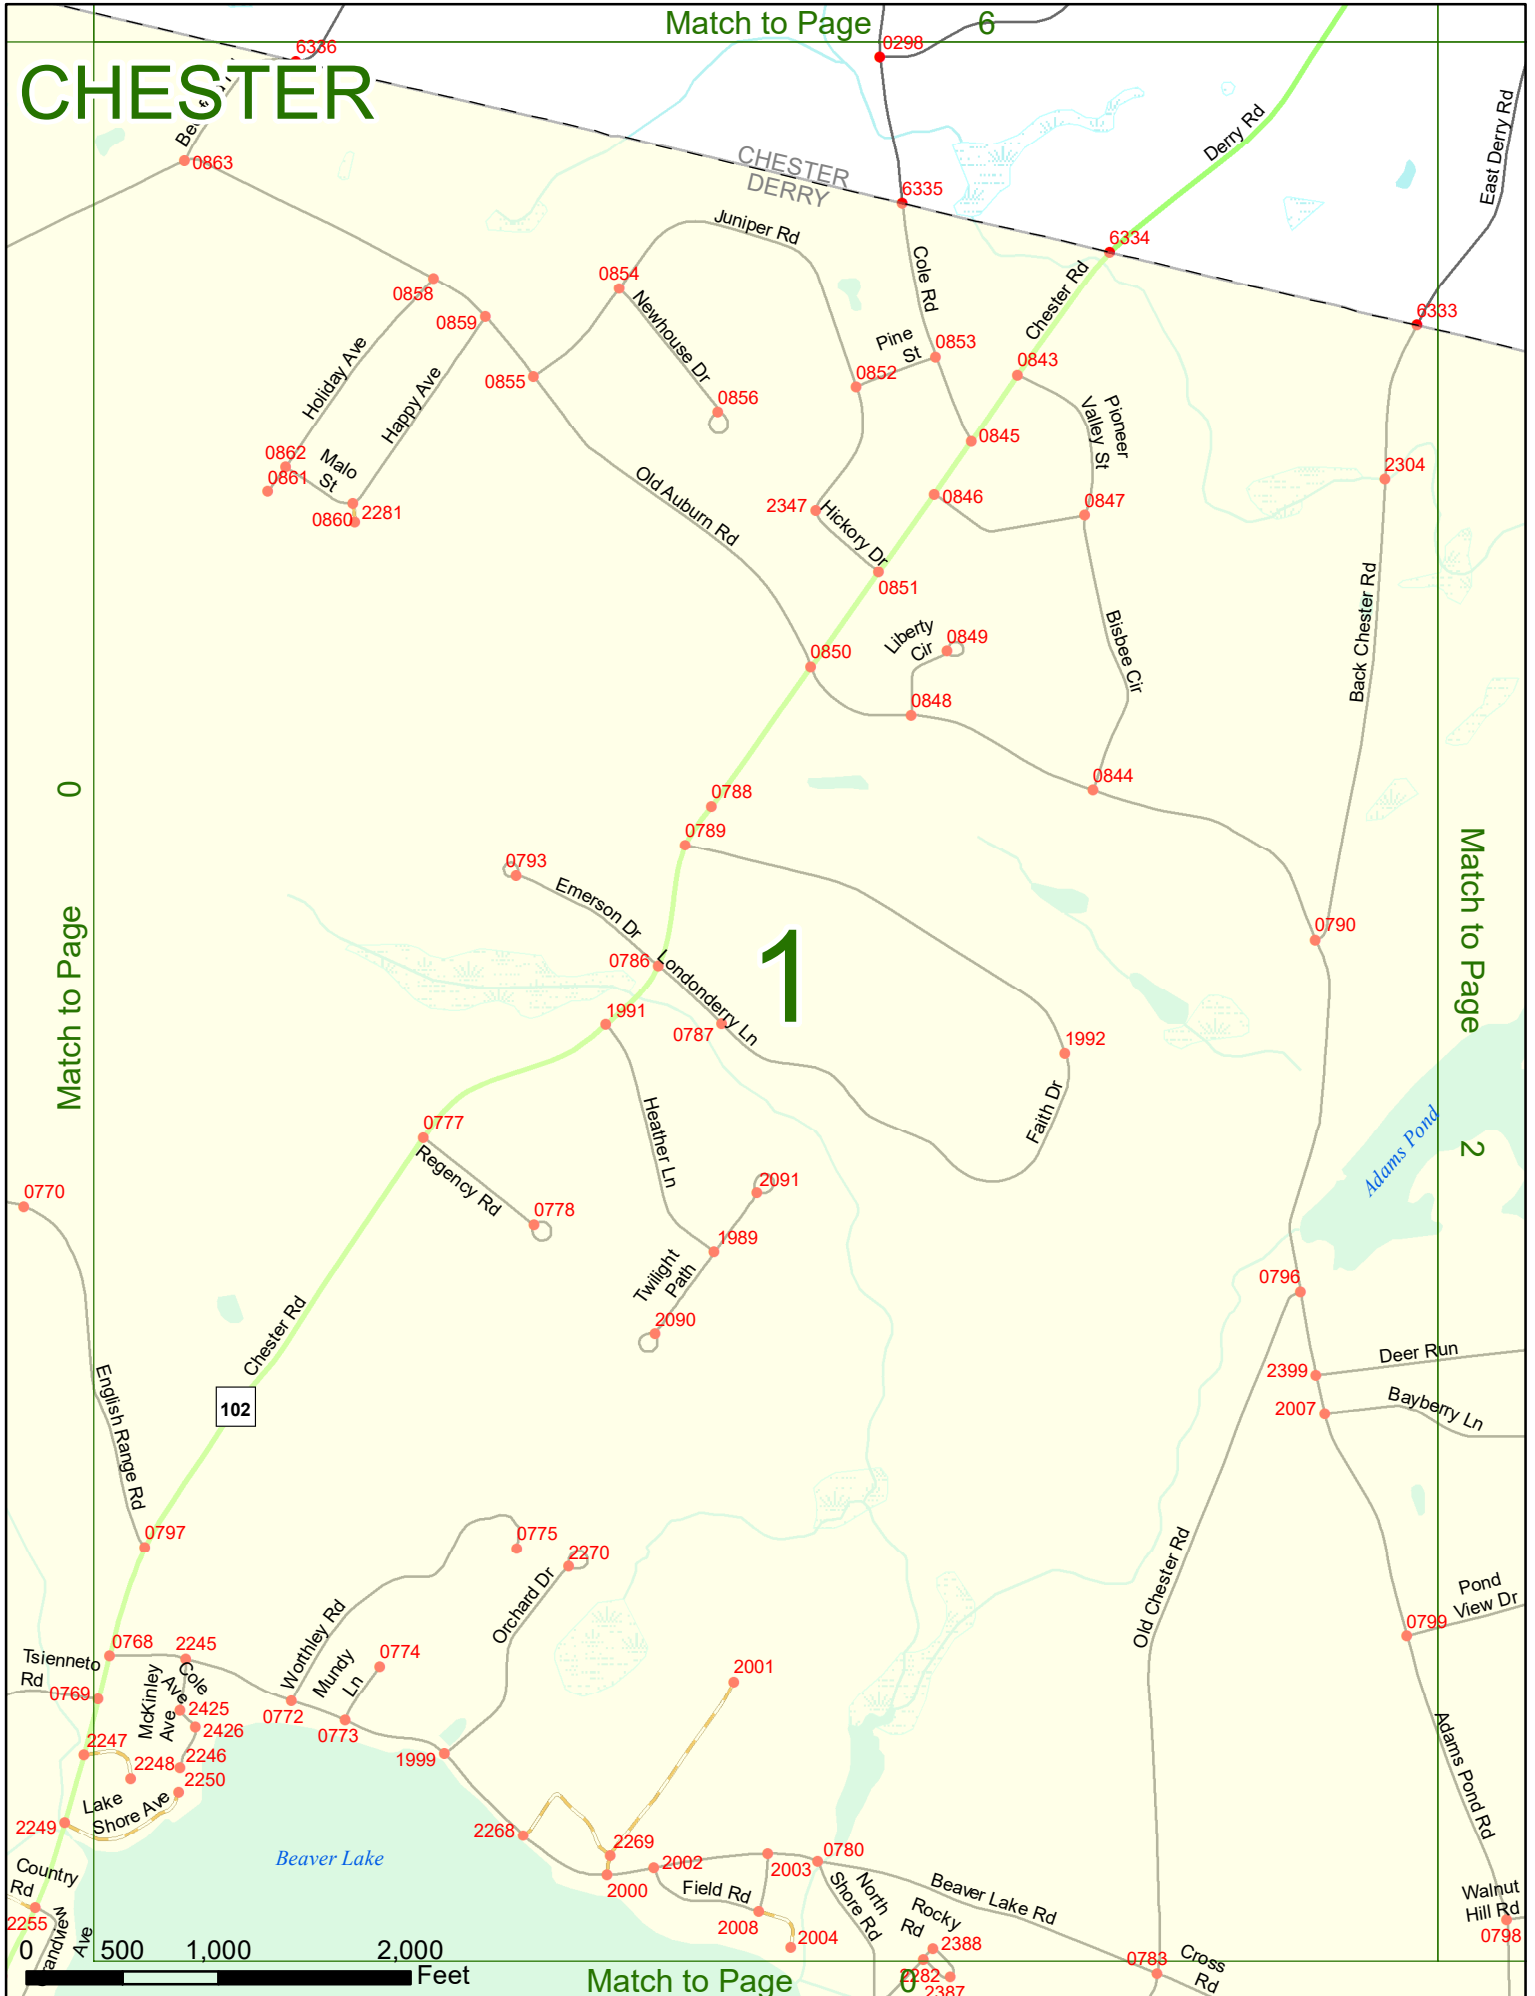 Match to Page 6
6336
0298
CHESTER
0863
CHESTER
DERRY
Derry Rd
East Derry Rd
6335
Juniper Rd
6334
Cole Rd
Chester Rd
0854
0858
0859
6333
Newhouse Dr
Pine
St
0853
0852
0843
0855
Holiday Ave
Happy Ave
0856
Pioneer
Valley St
0845
0862
0861
Malo
St
0860
2281
Old Auburn Rd
2347
Hickory Dr
0846
0847
2304
0851
Back Chester Rd
Liberty
Cir
0849
Bisbee Cir
0850
0848
0844
0
Match to Page
0788
0789
0793
Emerson Dr
0786
Londonderry Ln
1
0790
Match to Page
2
1991
0787
1992
Faith Dr
Heather Ln
0777
Regency Rd
0778
2091
1989
Twilight
Path
2090
Adams Pond
0770
0796
Chester Rd
English Range Rd
102
2399
Deer Run
2007
Bayberry Ln
0797
0775
2270
Orchard Dr
Old Chester Rd
Pond
View Dr
0799
Worthley Rd
Mundy
Ln
0774
0768
2245
Tsienneto
Rd
0769
McKinley
Ave
Cole
Ave
2425
2426
0772
0773
2001
2247
2248
2246
2250
1999
Lake
Shore Ave
2249
Adams Pond Rd
2268
2269
2002
2000
2003
0780
Beaver Lake
Country
Rd
2255
Field Rd
2008
2004
North
Shore Rd
Rocky
Rd
Beaver Lake Rd
2388
2282
2387
0783
Cross
Rd
Walnut
Hill Rd
0798
Ave
0 500 1,000 2,000
Feet
Match to Page 0